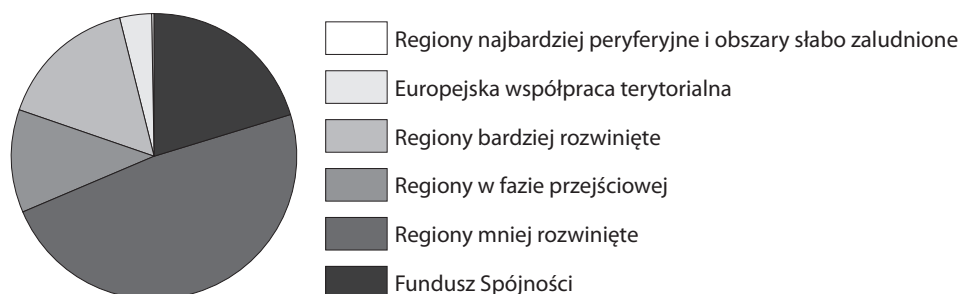 Regiony najbardziej peryferyjne i obszary słabo zaludnione
Europejska współpraca terytorialna
Regiony bardziej rozwinięte
Regiony w fazie przejściowej
Regiony mniej rozwinięte
Fundusz Spójności